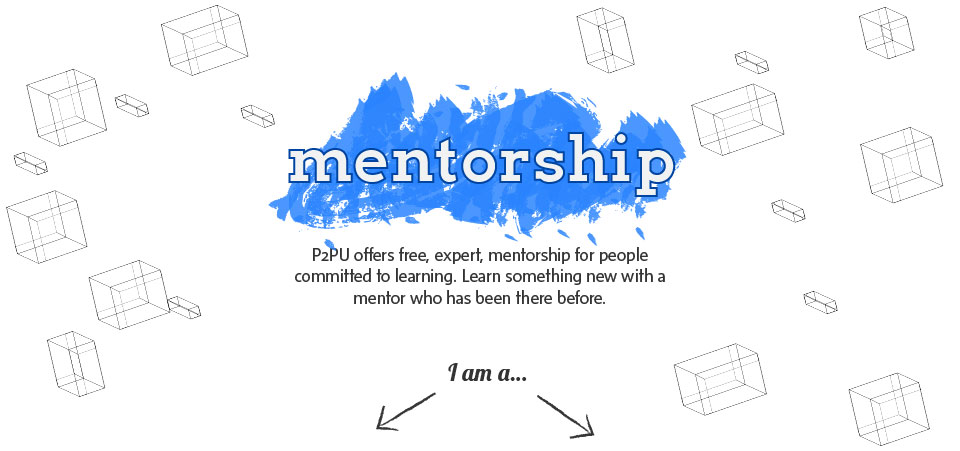 mentorship
P2PU offers free, expert, mentorship for people
committed to learning. Learn something new with a
mentor who has been there before.
I am a...